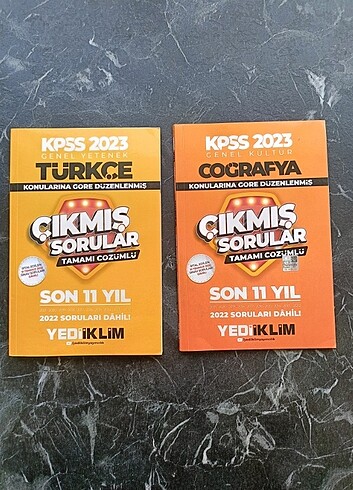 KPSS 2023
GENEL YETENEK
TÜRKÇE
KONULARINA GÖRE DÜZENLENMİŞ
ÇIKMIŞ
SORULAR
TAMAMI ÇÖZÜMLÜ
SON 11 YIL
2022 SORULARI DÂHİL!
YEDİİKLİM
KPSS 2023
GENEL KÜLTÜR
COĞRAFYA
KONULARINA GÖRE DÜZENLENMİŞ
ÇIKMIŞ
SORULAR
TAMAMI ÇÖZÜMLÜ
SON 11 YIL
2022 SORULARI DÂHİL!
YEDİİKLİM